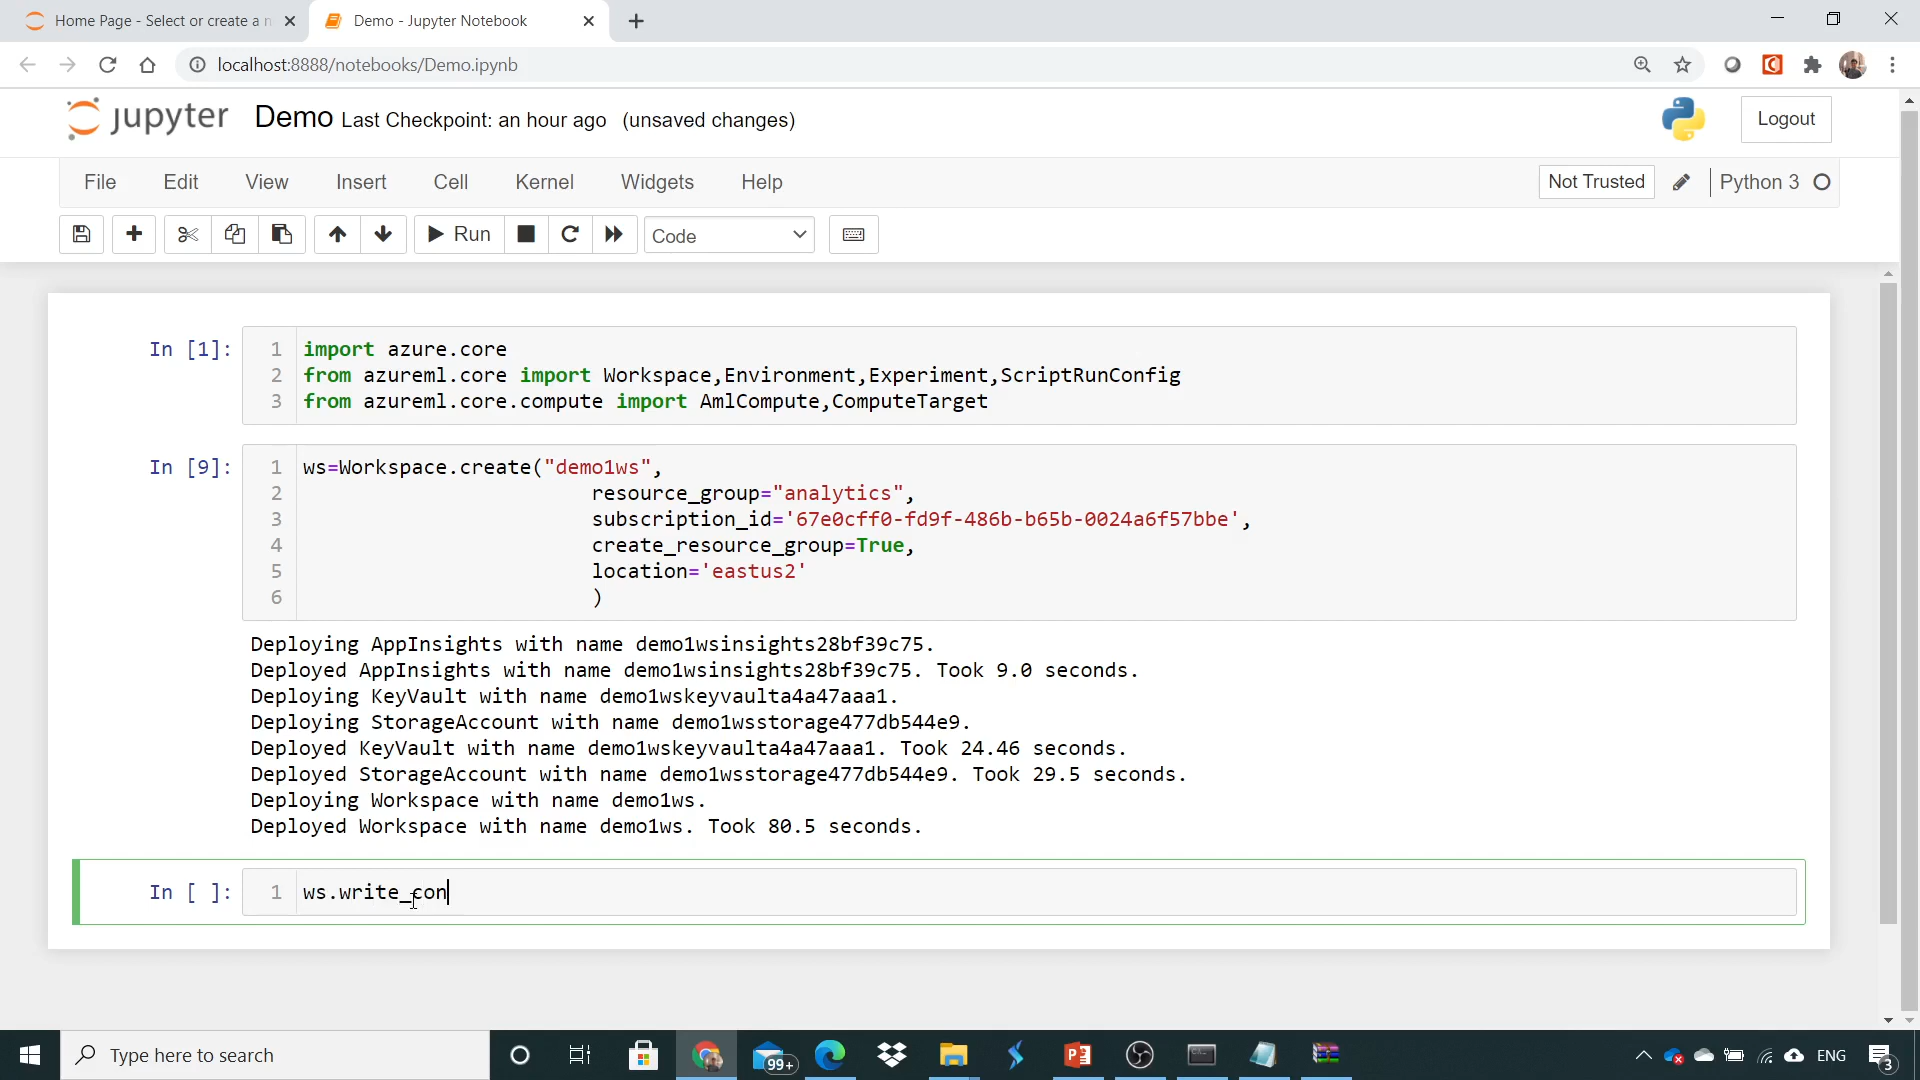 Home Page - Select or create a n
Demo - Jupyter Notebook
localhost:8888/notebooks/Demo.ipynb
jupyter
Demo Last Checkpoint: an hour ago (unsaved changes)
Logout
File Edit View Insert Cell Kernel Widgets Help
Not Trusted
Python 3
Run
Code
In [1]:
1 import azure.core
2 from azureml.core import Workspace,Environment,Experiment,ScriptRunConfig
3 from azureml.core.compute import AmlCompute,ComputeTarget
In [9]:
1 ws=Workspace.create("demo1ws",
2 resource_group="analytics",
3 subscription_id='67e0cff0-fd9f-486b-b65b-0024a6f57bbe',
4 create_resource_group=True,
5 location='eastus2'
6 )
Deploying AppInsights with name demo1wsinsights28bf39c75.
Deployed AppInsights with name demo1wsinsights28bf39c75. Took 9.0 seconds.
Deploying KeyVault with name demo1wskeyvaulta4a47aaa1.
Deploying StorageAccount with name demo1wsstorage477db544e9.
Deployed KeyVault with name demo1wskeyvaulta4a47aaa1. Took 24.46 seconds.
Deployed StorageAccount with name demo1wsstorage477db544e9. Took 29.5 seconds.
Deploying Workspace with name demo1ws.
Deployed Workspace with name demo1ws. Took 80.5 seconds.
In [ ]:
1 ws.write_con
Type here to search
99+
ENG
3